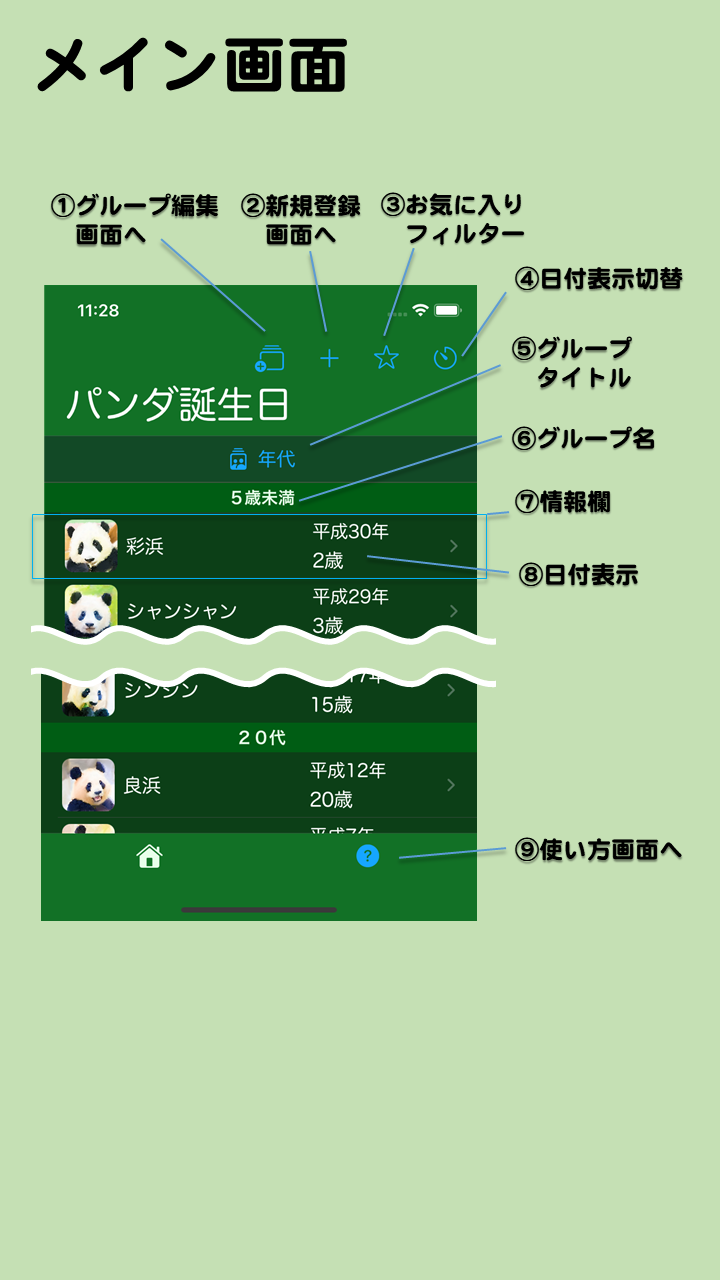 メイン画面
①グループ編集
画面へ
②新規登録
画面へ
③お気に入り
フィルター
④日付表示切替
11:28
⑤グループ
タイトル
パンダ誕生日
⑥グループ名
年代
5歳未満
⑦情報欄
彩浜
平成30年
2歳
⑧日付表示
シャンシャン
平成29年
3歳
シンシン
15歳
20代
良浜
平成12年
20歳
平成7年
?
⑨使い方画面へ